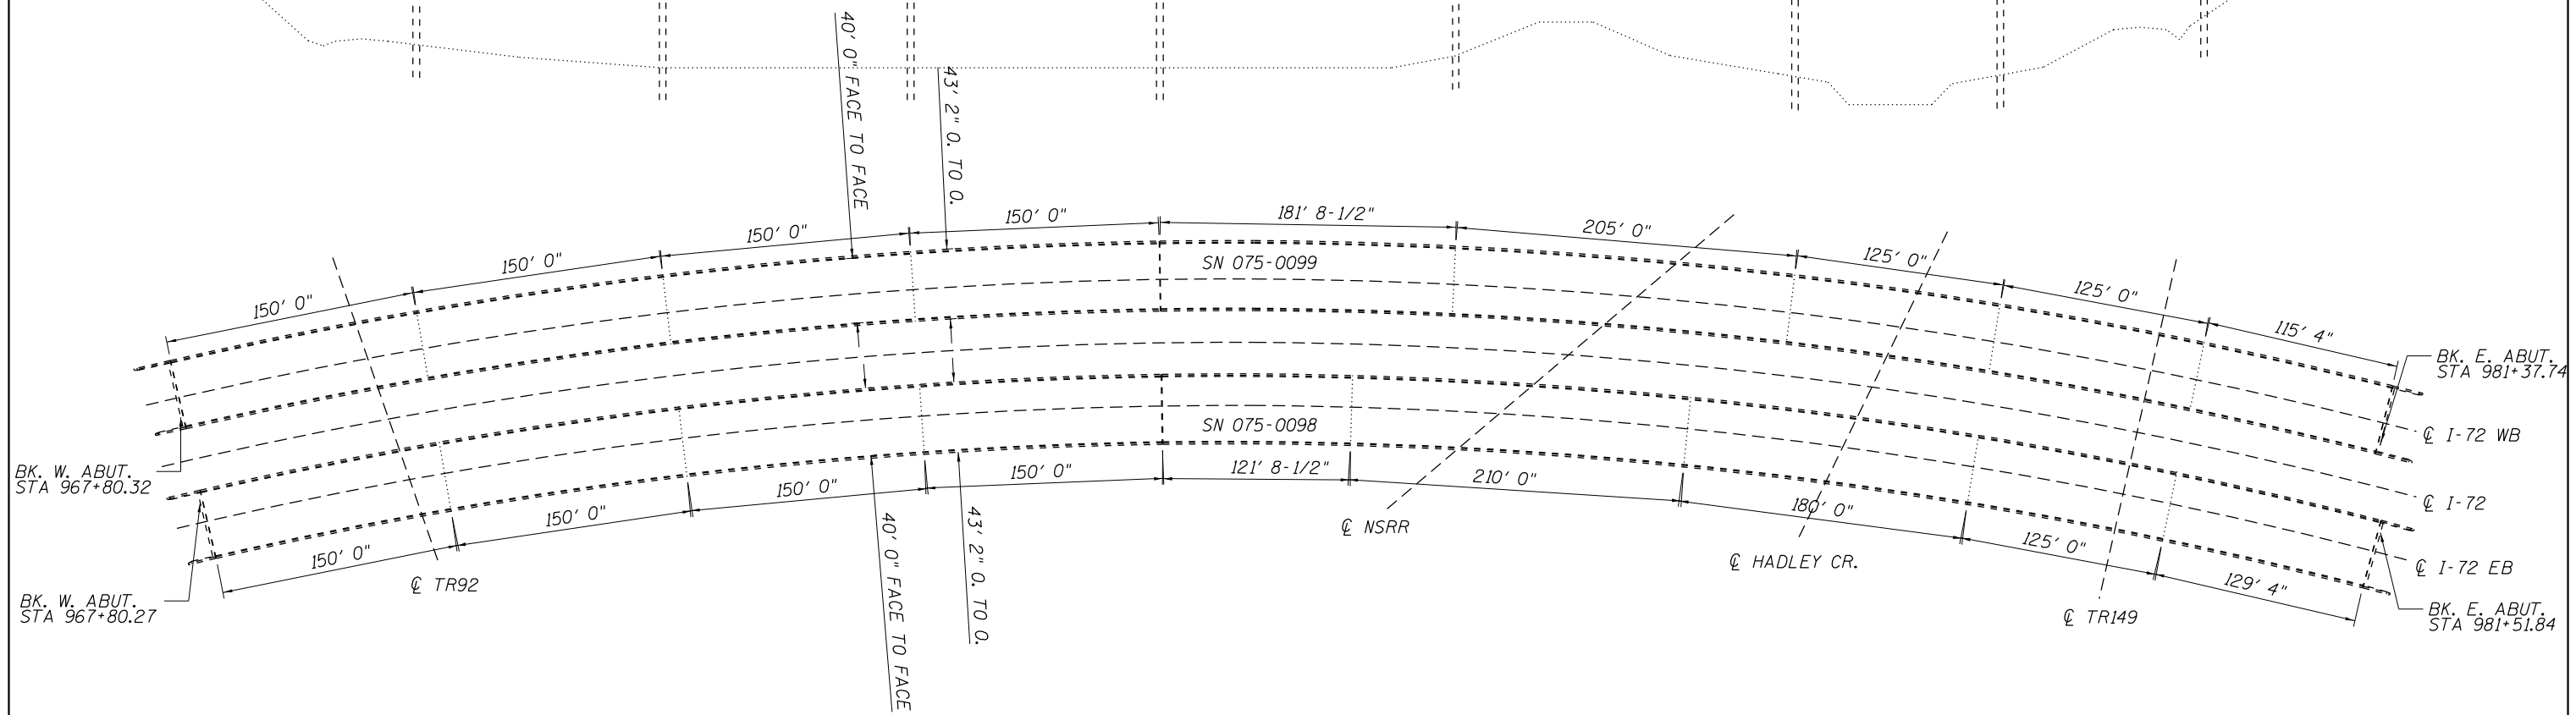 40' 0" FACE TO FACE
43' 2" O. TO O.
150' 0"
150' 0"
150' 0"
150' 0"
181' 8-1/2"
205' 0"
125' 0"
125' 0"
115' 4"
SN 075-0099
BK. E. ABUT.
STA 981+37.74
℄ I-72 WB
BK. W. ABUT.
STA 967+80.32
SN 075-0098
℄ I-72
150' 0"
150' 0"
150' 0"
150' 0"
121' 8-1/2"
210' 0"
180' 0"
125' 0"
129' 4"
℄ NSRR
℄ HADLEY CR.
℄ I-72 EB
℄ TR92
BK. W. ABUT.
STA 967+80.27
℄ TR149
BK. E. ABUT.
STA 981+51.84
40' 0" FACE TO FACE
43' 2" O. TO O.